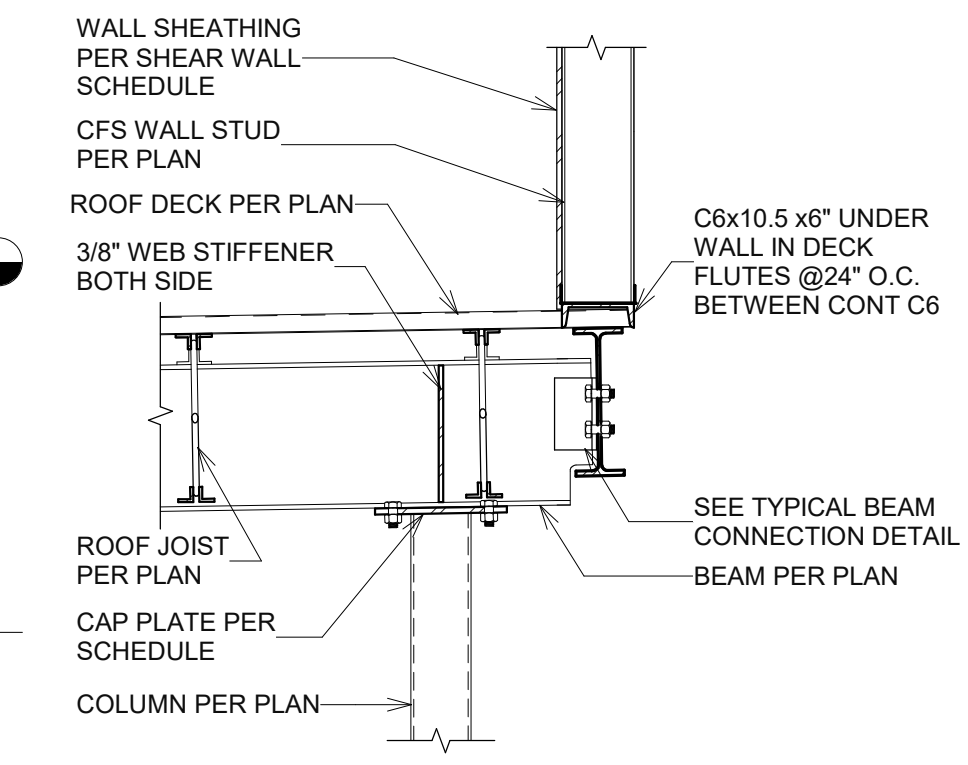 WALL SHEATHING
PER SHEAR WALL
SCHEDULE
CFS WALL STUD
PER PLAN
ROOF DECK PER PLAN
3/8" WEB STIFFENER
BOTH SIDE
ROOF JOIST
PER PLAN
CAP PLATE PER
SCHEDULE
COLUMN PER PLAN
C6x10.5 x6" UNDER
WALL IN DECK
FLUTES @24" O.C.
BETWEEN CONT C6
SEE TYPICAL BEAM
CONNECTION DETAIL
BEAM PER PLAN